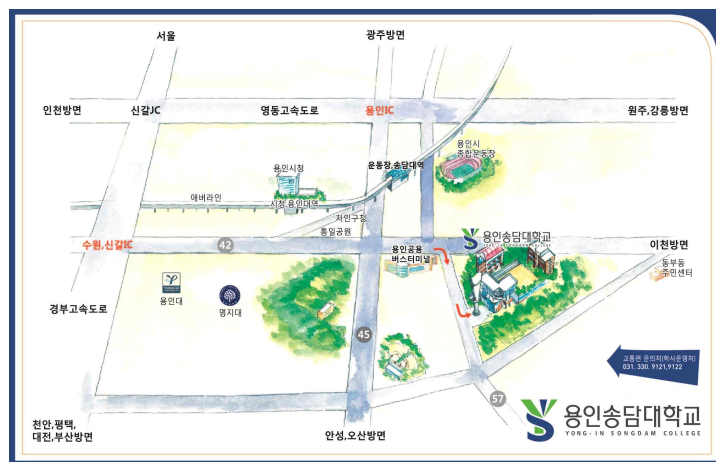 서울
광주방면
인천방면
신갈JC
영동고속도로
용인IC
원주,강릉방면
용인시
종합운동장
용인시청
운동장,송담대역
애버라인
시청,용인대역
처인구청
통일공원
수원,신갈IC
42
용인공용
버스터미널
용인송담대학교
YONG-IN SONGDAM COLLEGE
이천방면
동부동
주민센터
용인대
명지대
경부고속도로
45
교통편 문의처(학사운영처)
031. 330. 9121,9122
57
천안,평택,
대전,부산방면
안성,오산방면
용인송담대학교
YONG-IN SONGDAM COLLEGE